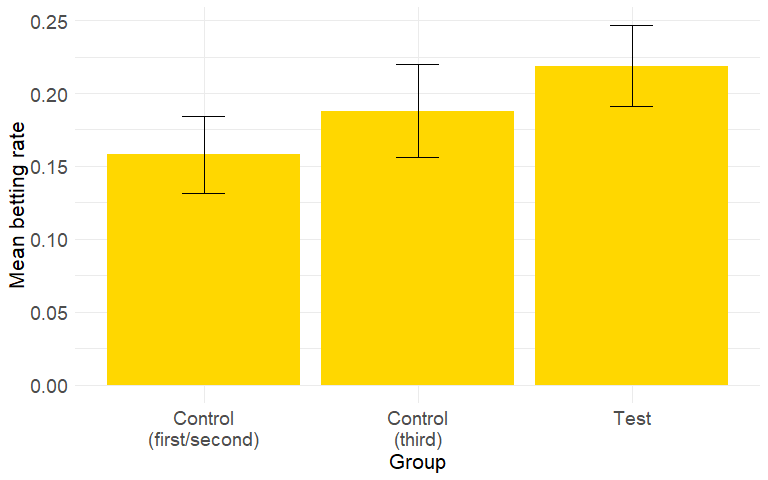 Mean betting rate
0.25
0.20
0.15
0.10
0.05
0.00
Control
(first/second)
Control
(third)
Test
Group